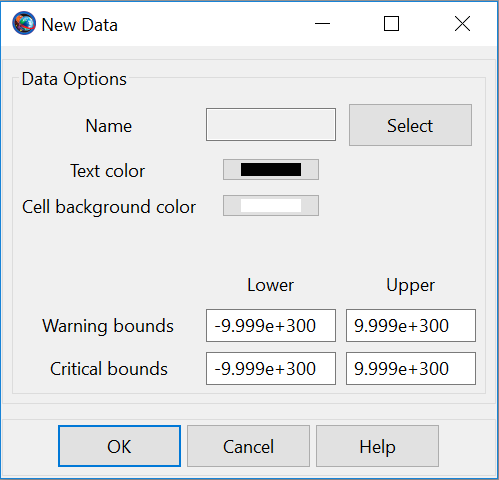 New Data
Data Options
Name Select
Text color
Cell background color
Lower Upper
Warning bounds -9.999e+300 9.999e+300
Critical bounds -9.999e+300 9.999e+300
OK Cancel Help